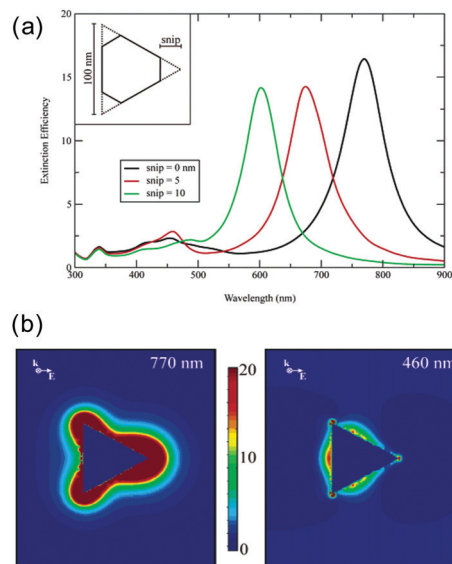 (a)
snip
100 nm
Extinction Efficiency
20
15
10
5
0
snip = 0 nm
snip = 5
snip = 10
300 400 500 600 700 800 900
Wavelength (nm)
(b)
k
E
770 nm
20
10
0
k
E
460 nm